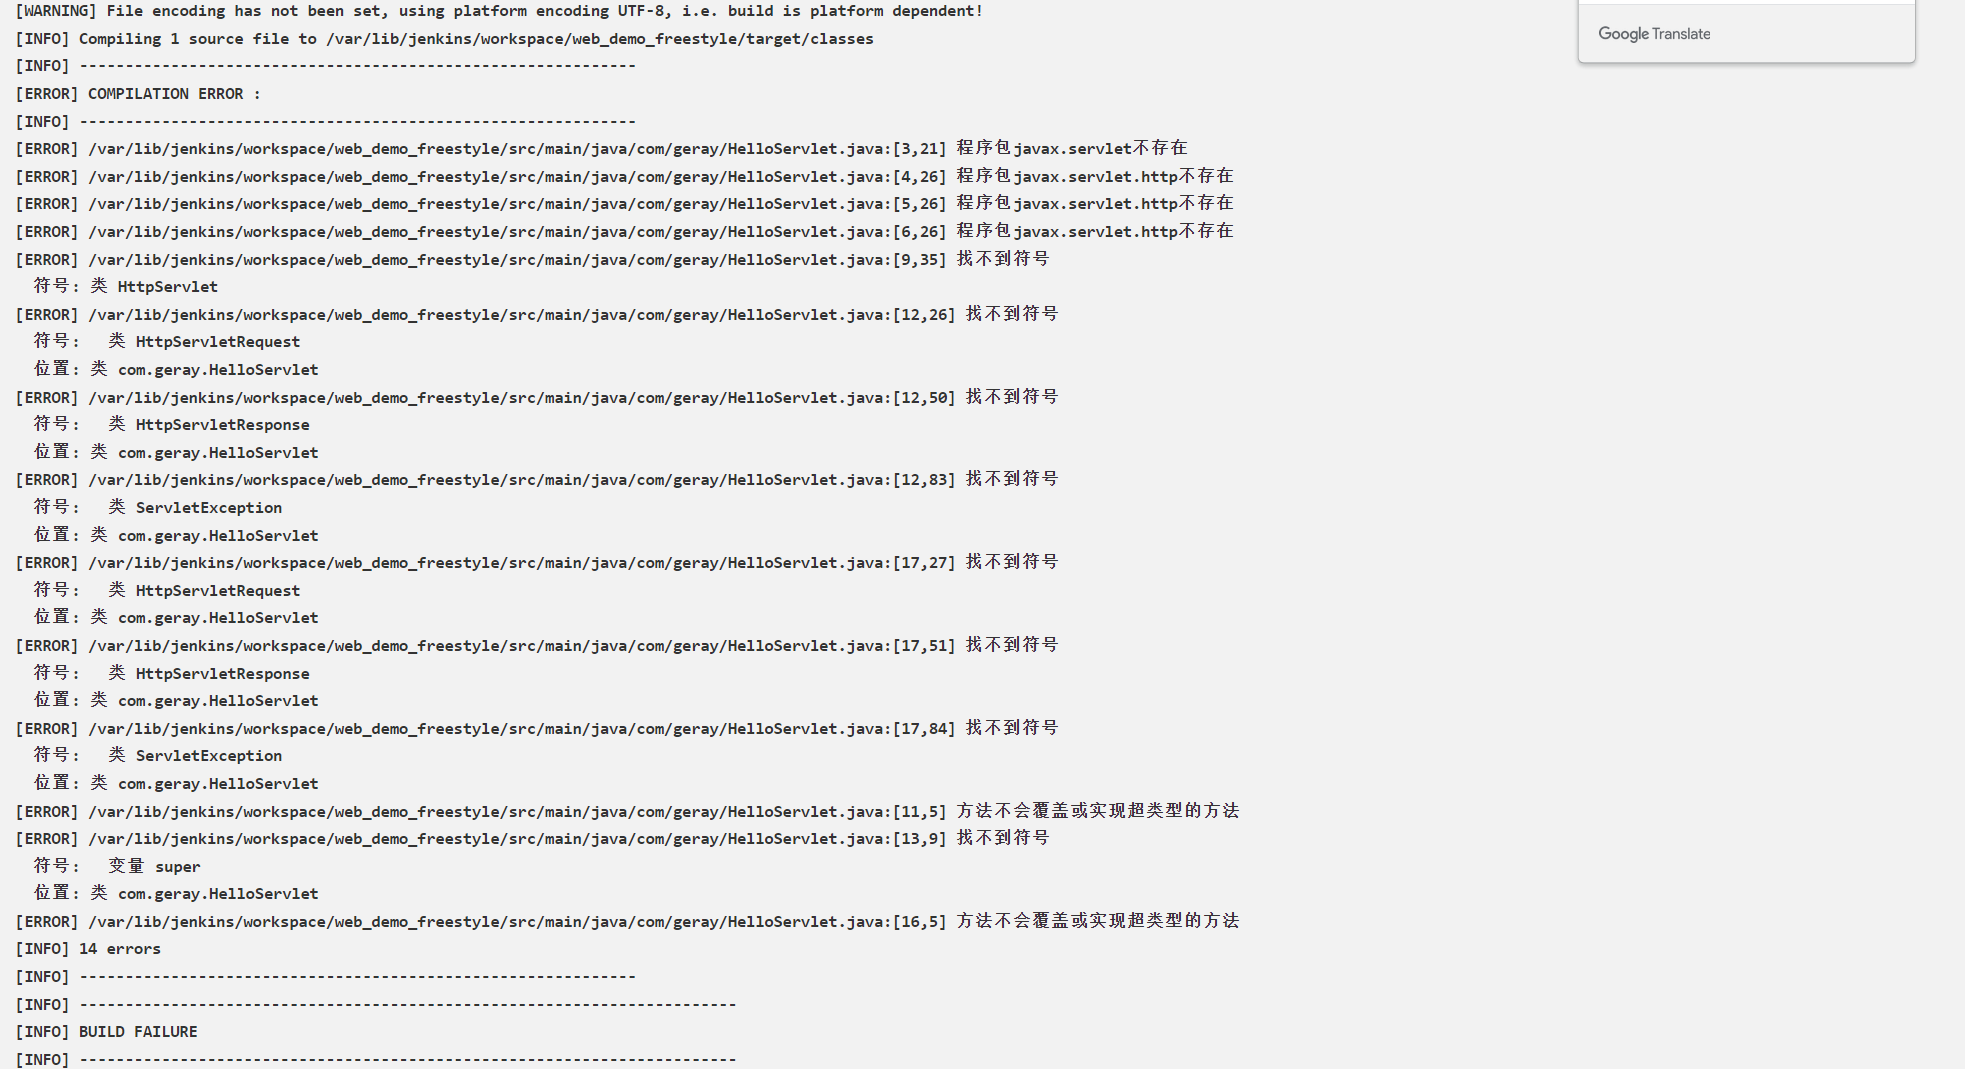 [WARNING] File encoding has not been set, using platform encoding UTF-8, i.e. build is platform dependent!
Google Translate
[INFO] Compiling 1 source file to /var/lib/jenkins/workspace/web_demo_freestyle/target/classes
[INFO] -------------------------------------------------------------
[ERROR] COMPILATION ERROR :
[INFO] -------------------------------------------------------------
[ERROR] /var/lib/jenkins/workspace/web_demo_freestyle/src/main/java/com/geray/HelloServlet.java:[3,21] 程序包javax.servlet不存在
[ERROR] /var/lib/jenkins/workspace/web_demo_freestyle/src/main/java/com/geray/HelloServlet.java:[4,26] 程序包javax.servlet.http不存在
[ERROR] /var/lib/jenkins/workspace/web_demo_freestyle/src/main/java/com/geray/HelloServlet.java:[5,26] 程序包javax.servlet.http不存在
[ERROR] /var/lib/jenkins/workspace/web_demo_freestyle/src/main/java/com/geray/HelloServlet.java:[6,26] 程序包javax.servlet.http不存在
[ERROR] /var/lib/jenkins/workspace/web_demo_freestyle/src/main/java/com/geray/HelloServlet.java:[9,35] 找不到符号
  符号: 类 HttpServlet
[ERROR] /var/lib/jenkins/workspace/web_demo_freestyle/src/main/java/com/geray/HelloServlet.java:[12,26] 找不到符号
  符号:   类 HttpServletRequest
  位置: 类 com.geray.HelloServlet
[ERROR] /var/lib/jenkins/workspace/web_demo_freestyle/src/main/java/com/geray/HelloServlet.java:[12,50] 找不到符号
  符号:   类 HttpServletResponse
  位置: 类 com.geray.HelloServlet
[ERROR] /var/lib/jenkins/workspace/web_demo_freestyle/src/main/java/com/geray/HelloServlet.java:[12,83] 找不到符号
  符号:   类 ServletException
  位置: 类 com.geray.HelloServlet
[ERROR] /var/lib/jenkins/workspace/web_demo_freestyle/src/main/java/com/geray/HelloServlet.java:[17,27] 找不到符号
  符号:   类 HttpServletRequest
  位置: 类 com.geray.HelloServlet
[ERROR] /var/lib/jenkins/workspace/web_demo_freestyle/src/main/java/com/geray/HelloServlet.java:[17,51] 找不到符号
  符号:   类 HttpServletResponse
  位置: 类 com.geray.HelloServlet
[ERROR] /var/lib/jenkins/workspace/web_demo_freestyle/src/main/java/com/geray/HelloServlet.java:[17,84] 找不到符号
  符号:   类 ServletException
  位置: 类 com.geray.HelloServlet
[ERROR] /var/lib/jenkins/workspace/web_demo_freestyle/src/main/java/com/geray/HelloServlet.java:[11,5] 方法不会覆盖或实现超类型的方法
[ERROR] /var/lib/jenkins/workspace/web_demo_freestyle/src/main/java/com/geray/HelloServlet.java:[13,9] 找不到符号
  符号:   变量 super
  位置: 类 com.geray.HelloServlet
[ERROR] /var/lib/jenkins/workspace/web_demo_freestyle/src/main/java/com/geray/HelloServlet.java:[16,5] 方法不会覆盖或实现超类型的方法
[INFO] 14 errors
[INFO] -------------------------------------------------------------
[INFO] ------------------------------------------------------------------------
[INFO] BUILD FAILURE
[INFO] ------------------------------------------------------------------------